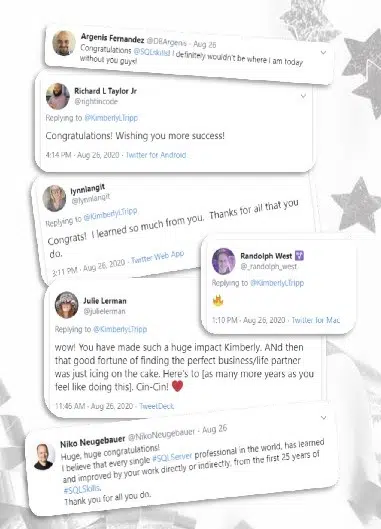 Argenis Fernandez @DBArgenis · Aug 26
Congratulations @SQLskills! I definitely wouldn't be where I am today
without you guys!
Richard L Taylor Jr
@rightincode
Replying to @KimberlyLTripp
Congratulations! Wishing you more success!
4:14 PM · Aug 26, 2020 · Twitter for Android
lynnlangit
@lynnlangit
Replying to @KimberlyLTripp
Congrats! I learned so much from you. Thanks for all that you
do.
3:11 PM · Aug 26, 2020 · Twitter Web App
Randolph West
@_randolph_west
Replying to @KimberlyLTripp
🔥
1:10 PM · Aug 26, 2020 · Twitter for Mac
Julie Lerman
@julielerman
Replying to @KimberlyLTripp
wow! You have made such a huge impact Kimberly. ANd then
that good fortune of finding the perfect business/life partner
was just icing on the cake. Here's to [as many more years as you
feel like doing this]. Cin-Cin! ❤️
11:46 AM · Aug 26, 2020 · TweetDeck
Niko Neugebauer @NikoNeugebauer · Aug 26
Huge, huge congratulations!
I believe that every single #SQLServer professional in the world, has learned
and improved by your work directly or indirectly, from the first 25 years of
#SQLSkills.
Thank you for all you do.